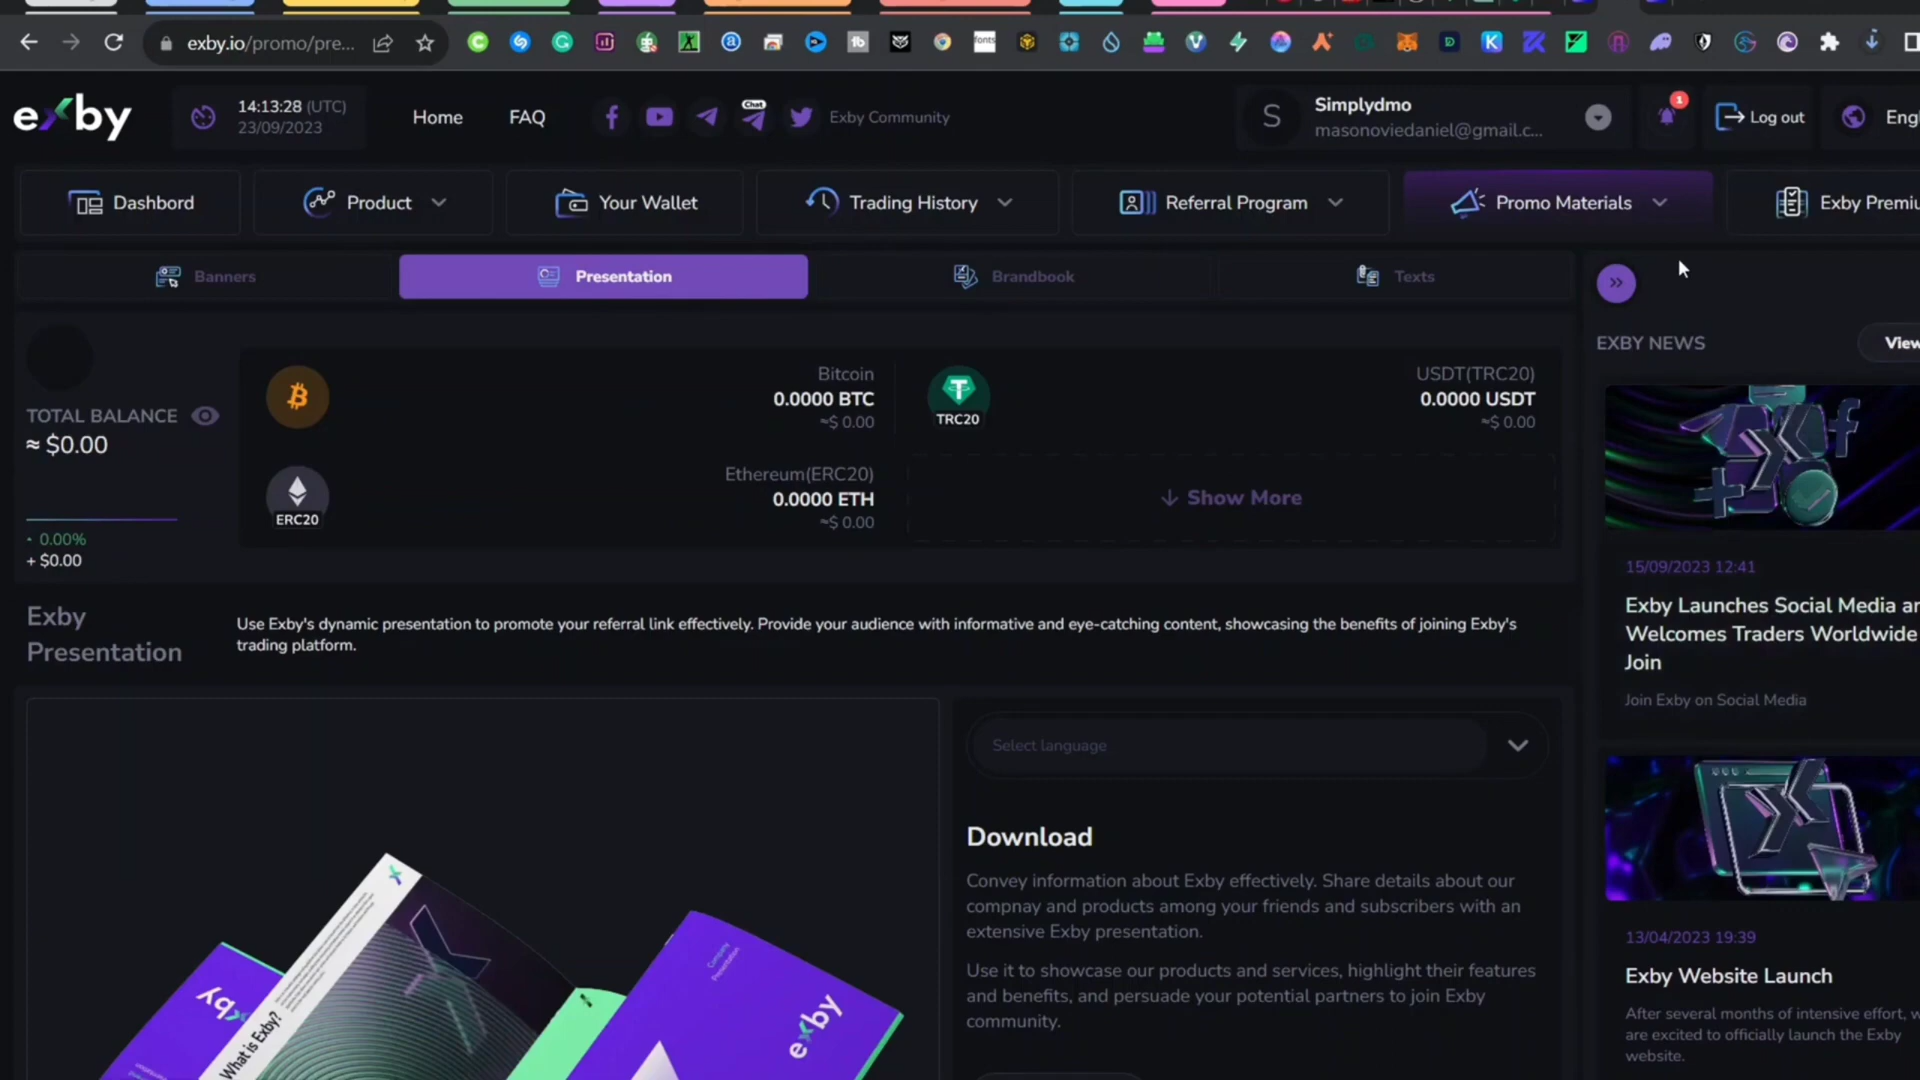 exby.io/promo/pre...
exby
14:13:28 (UTC)
23/09/2023
Home
FAQ
Chat
Exby Community
S
Simplydmo
masonoviedaniel@gmail.c...
1
Log out
Engl
Dashbord
Product
Your Wallet
Trading History
Referral Program
Promo Materials
Exby Premiu
Banners
Presentation
Brandbook
Texts
TOTAL BALANCE
≈ $0.00
0.00%
+ $0.00
Bitcoin
0.0000 BTC
≈$ 0.00
TRC20
USDT(TRC20)
0.0000 USDT
≈$ 0.00
ERC20
Ethereum(ERC20)
0.0000 ETH
≈$ 0.00
Show More
EXBY NEWS
View
15/09/2023 12:41
Exby Launches Social Media an
Welcomes Traders Worldwide
Join
Join Exby on Social Media
13/04/2023 19:39
Exby Website Launch
After several months of intensive effort, w
are excited to officially launch the Exby
website.
Exby
Presentation
Use Exby's dynamic presentation to promote your referral link effectively. Provide your audience with informative and eye-catching content, showcasing the benefits of joining Exby's
trading platform.
Select language
Download
Convey information about Exby effectively. Share details about our
compnay and products among your friends and subscribers with an
extensive Exby presentation.
Use it to showcase our products and services, highlight their features
and benefits, and persuade your potential partners to join Exby
community.
exby
What is Exby?
Company
Presentation
exby